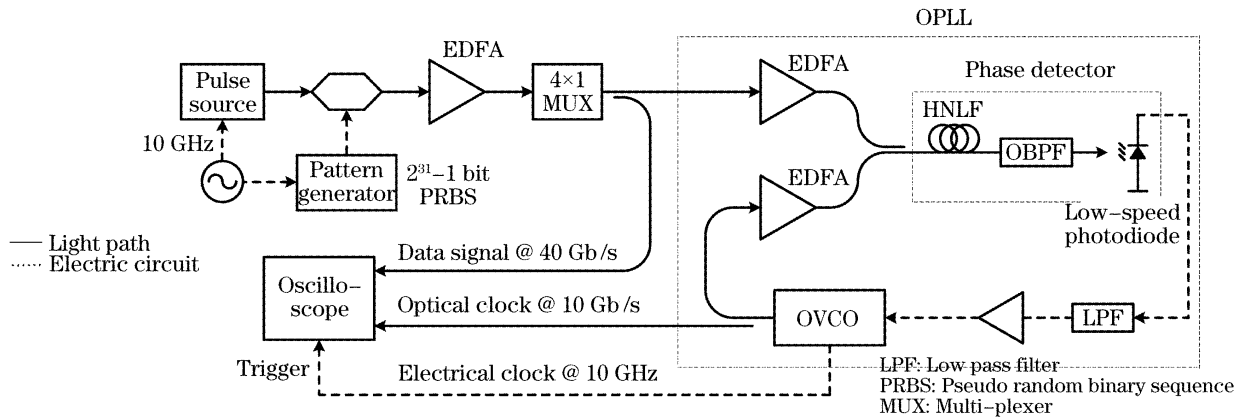 OPLL
EDFA
EDFA
Pulse
source
4×1
MUX
Phase detector
HNLF
OBPF
10 GHz
Pattern
generator
2³¹−1 bit
PRBS
EDFA
Low−speed
photodiode
Light path
Electric circuit
Data signal @ 40 Gb/s
Oscillo−
scope
Optical clock @ 10 Gb/s
OVCO
LPF
Trigger
Electrical clock @ 10 GHz
LPF: Low pass filter
PRBS: Pseudo random binary sequence
MUX: Multi−plexer